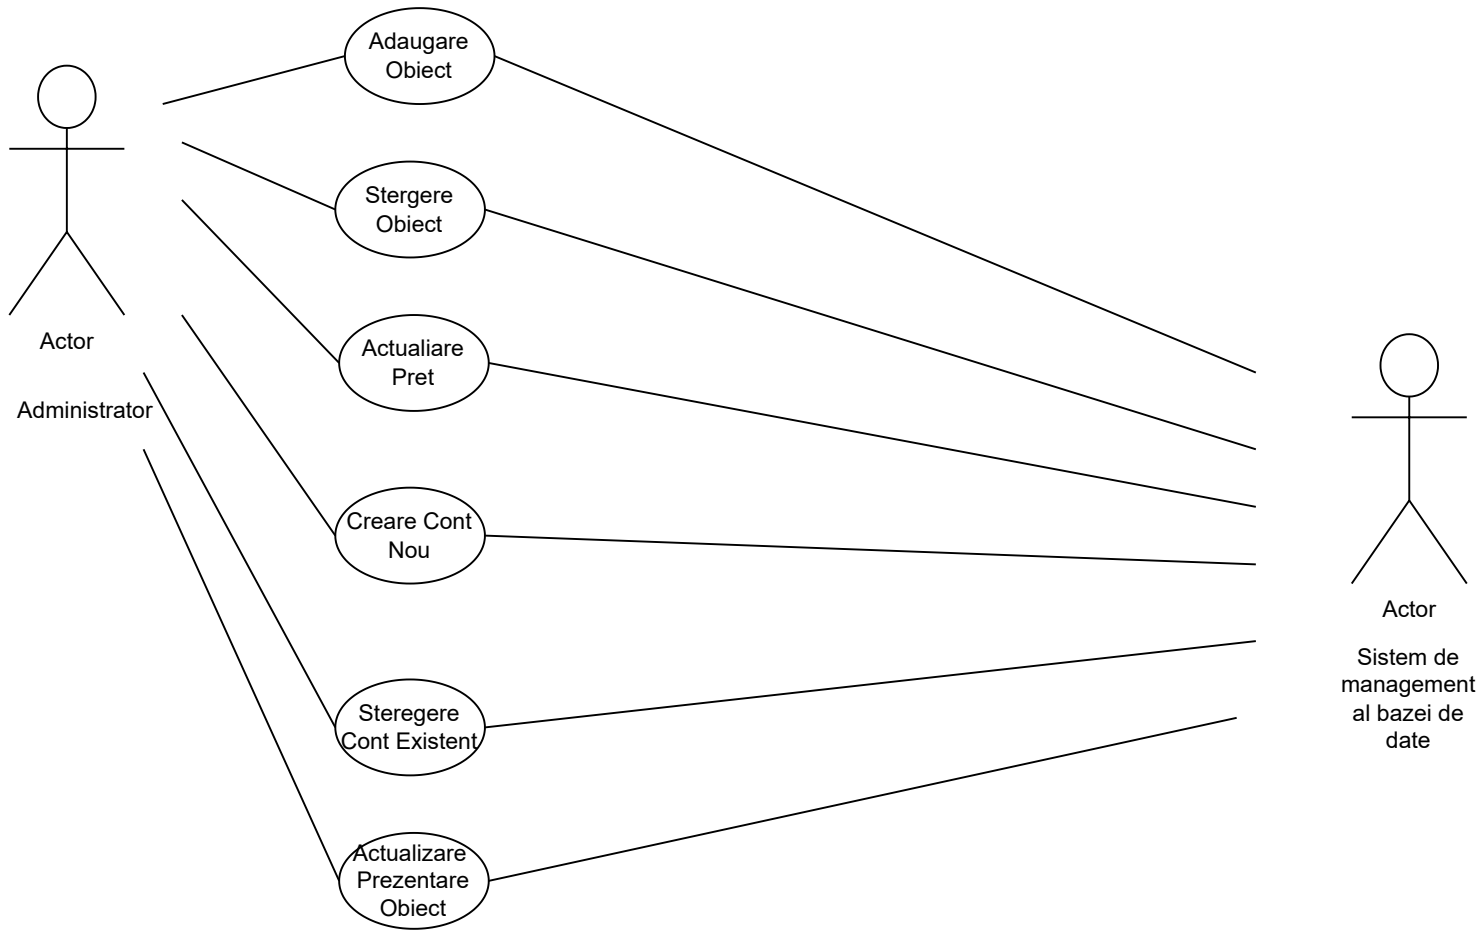 Adaugare
Obiect
Stergere
Obiect
Actor
Administrator
Actualiare
Pret
Creare Cont
Nou
Steregere
Cont Existent
Actualizare
Prezentare
Obiect
Actor
Sistem de
management
al bazei de
date